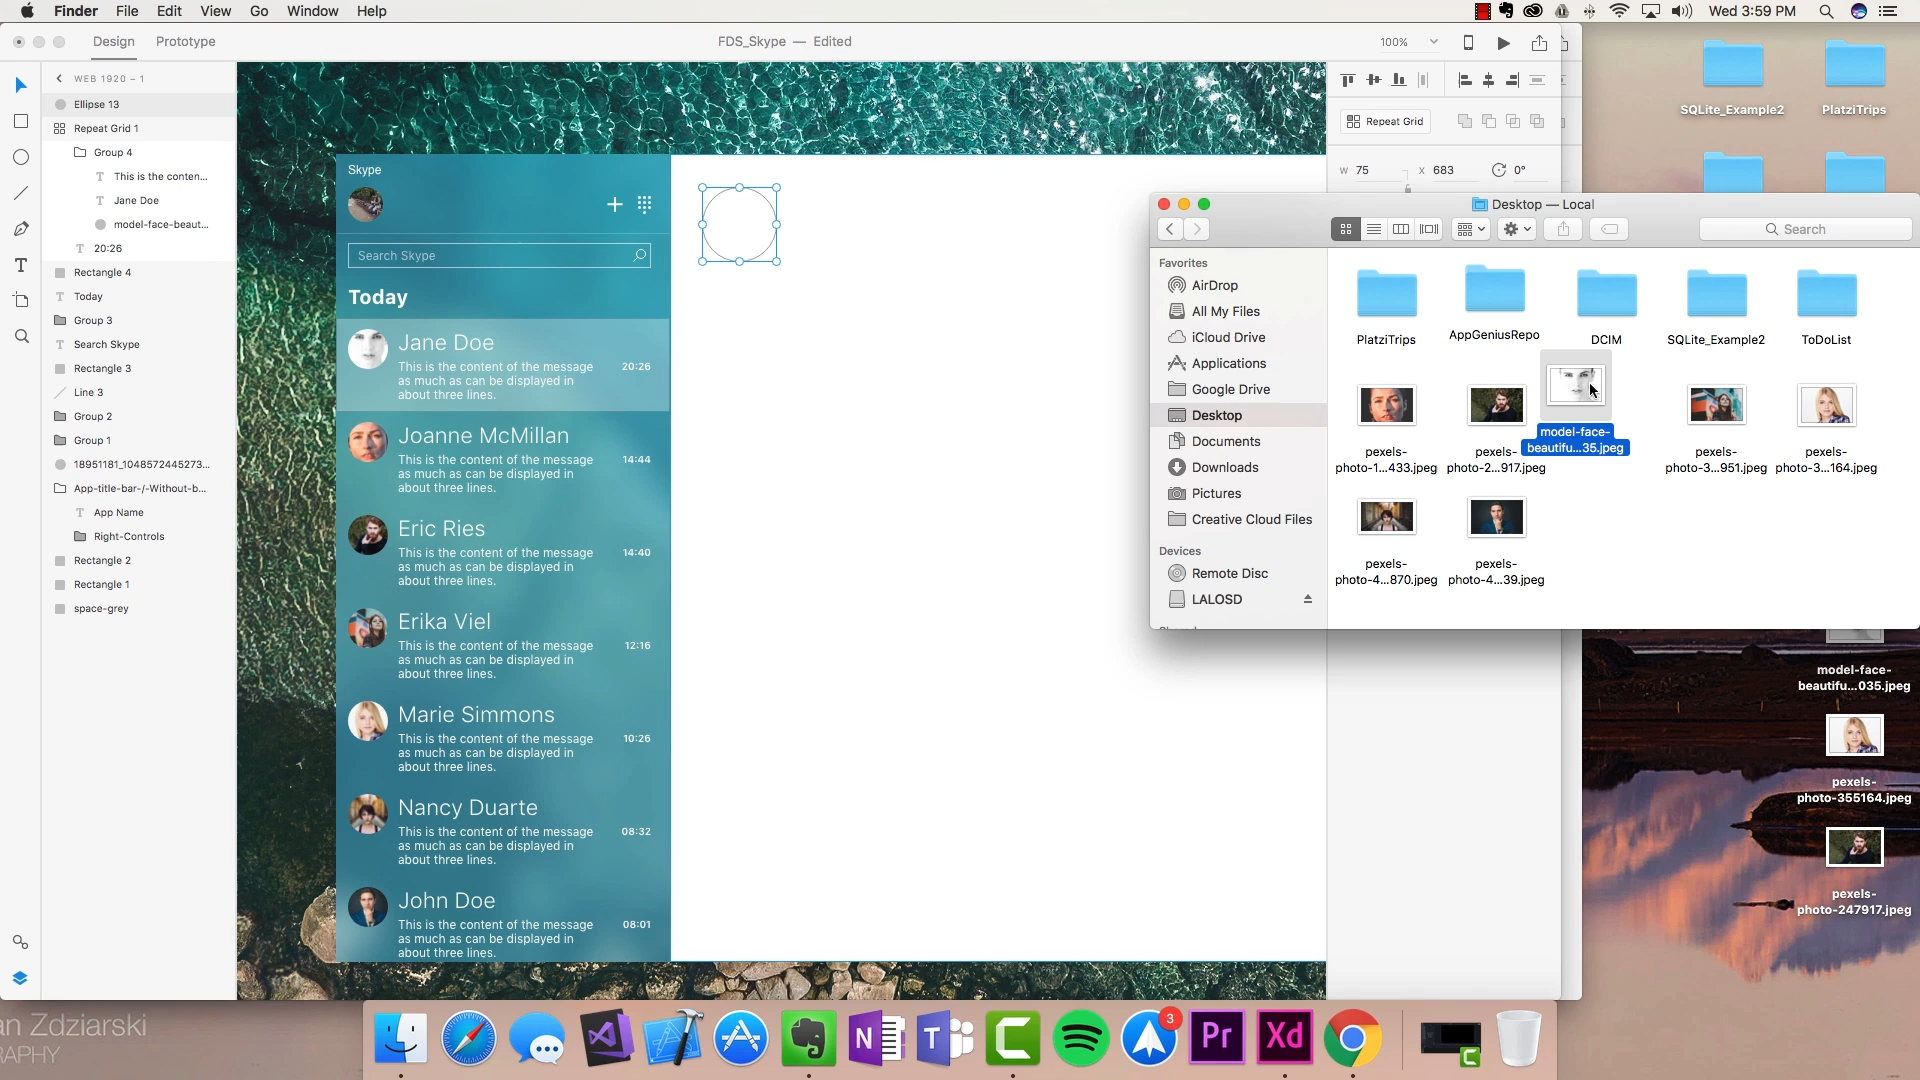 Finder File Edit View Go Window Help
Wed 3:59 PM
Design Prototype
FDS_Skype — Edited
100%
WEB 1920 – 1
Ellipse 13
Repeat Grid 1
Group 4
This is the conten...
Jane Doe
model-face-beaut...
20:26
Rectangle 4
Today
Group 3
Search Skype
Rectangle 3
Line 3
Group 2
Group 1
18951181_1048572445273...
App-title-bar-/-Without-b...
App Name
Right-Controls
Rectangle 2
Rectangle 1
space-grey
Skype
Search Skype
Today
Jane Doe
This is the content of the message
as much as can be displayed in
about three lines.
20:26
Joanne McMillan
This is the content of the message
as much as can be displayed in
about three lines.
14:44
Eric Ries
This is the content of the message
as much as can be displayed in
about three lines.
14:40
Erika Viel
This is the content of the message
as much as can be displayed in
about three lines.
12:16
Marie Simmons
This is the content of the message
as much as can be displayed in
about three lines.
10:26
Nancy Duarte
This is the content of the message
as much as can be displayed in
about three lines.
08:32
John Doe
This is the content of the message
as much as can be displayed in
about three lines.
08:01
Repeat Grid
W 75 X 683 0°
Desktop — Local
Search
Favorites
AirDrop
All My Files
iCloud Drive
Applications
Google Drive
Desktop
Documents
Downloads
Pictures
Creative Cloud Files
Devices
Remote Disc
LALOSD
PlatziTrips
AppGeniusRepo
DCIM
SQLite_Example2
ToDoList
pexels-
photo-1...433.jpeg
pexels-
photo-2...917.jpeg
model-face-
beautifu...35.jpeg
pexels-
photo-3...951.jpeg
pexels-
photo-3...164.jpeg
pexels-
photo-4...870.jpeg
pexels-
photo-4...39.jpeg
SQLite_Example2
PlatziTrips
model-face-
beautifu...035.jpeg
pexels-
photo-355164.jpeg
pexels-
photo-247917.jpeg
an Zdziarski
RAPHY
3
N
T
Pr
Xd